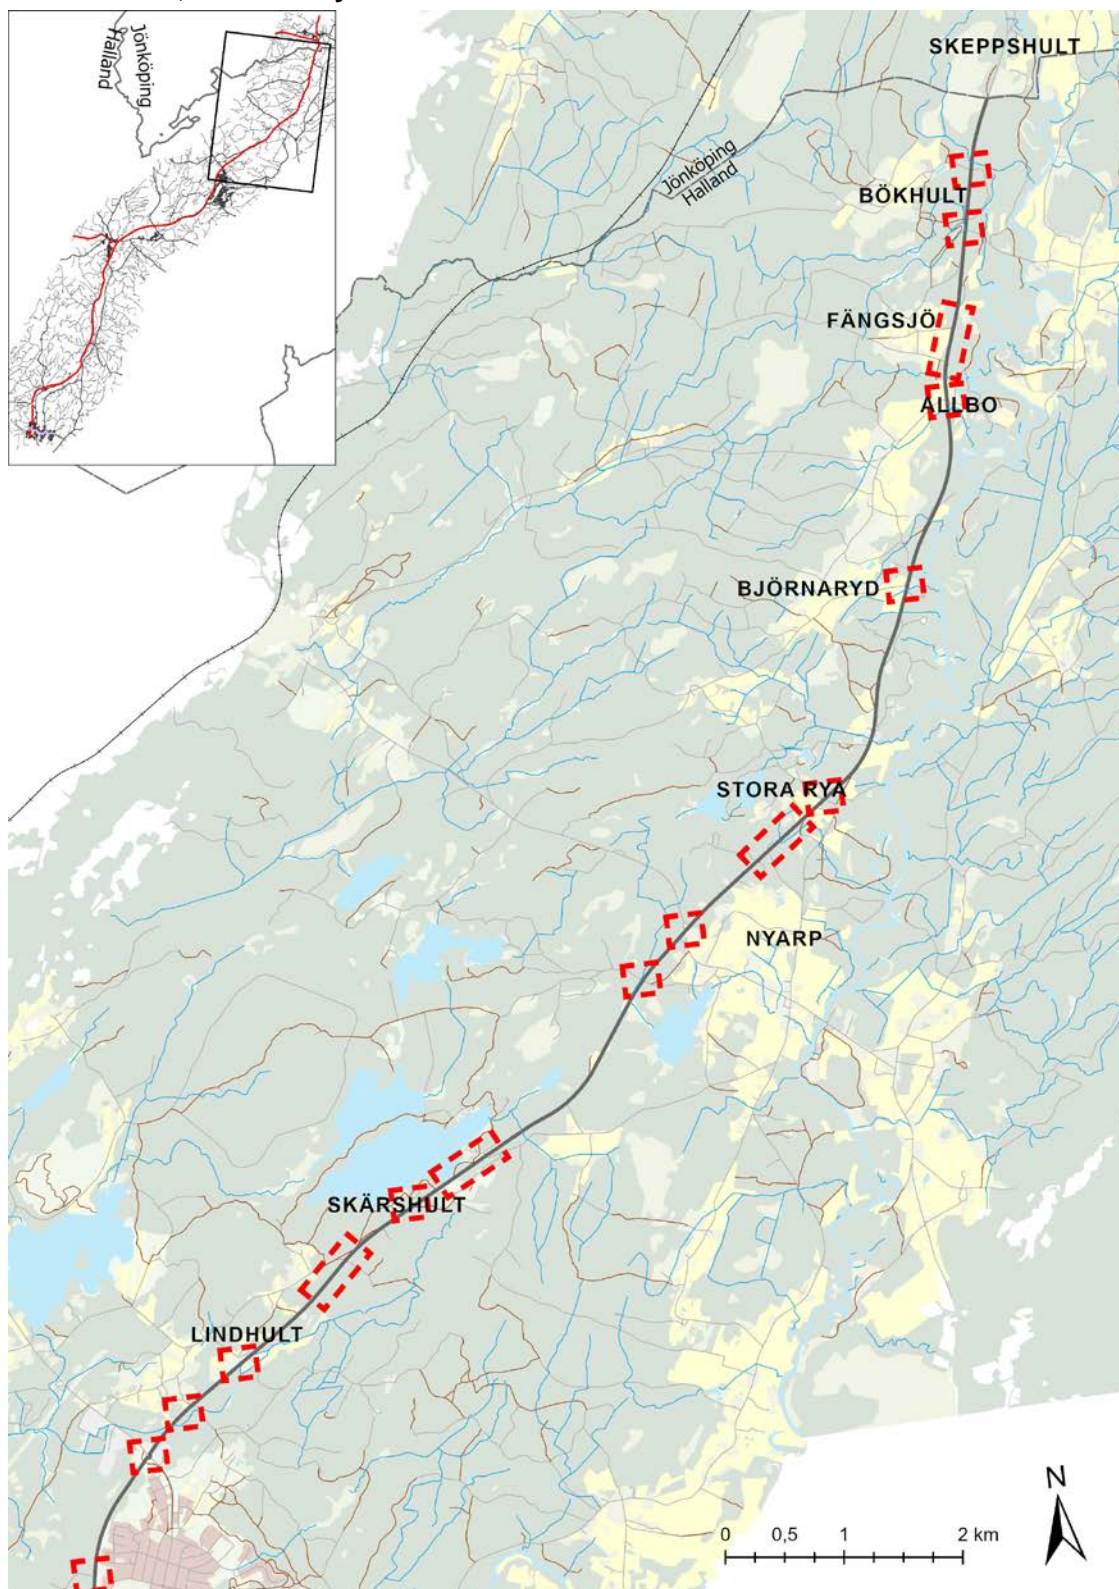 Jönköping
Halland
SKEPPSHULT
Jönköping
Halland
BÖKHULT
FÄNGSJÖ
ALLBO
BJÖRNARYD
STORA RYA
NYARP
SKÄRSHULT
LINDHULT
N
0 0,5 1 2 km